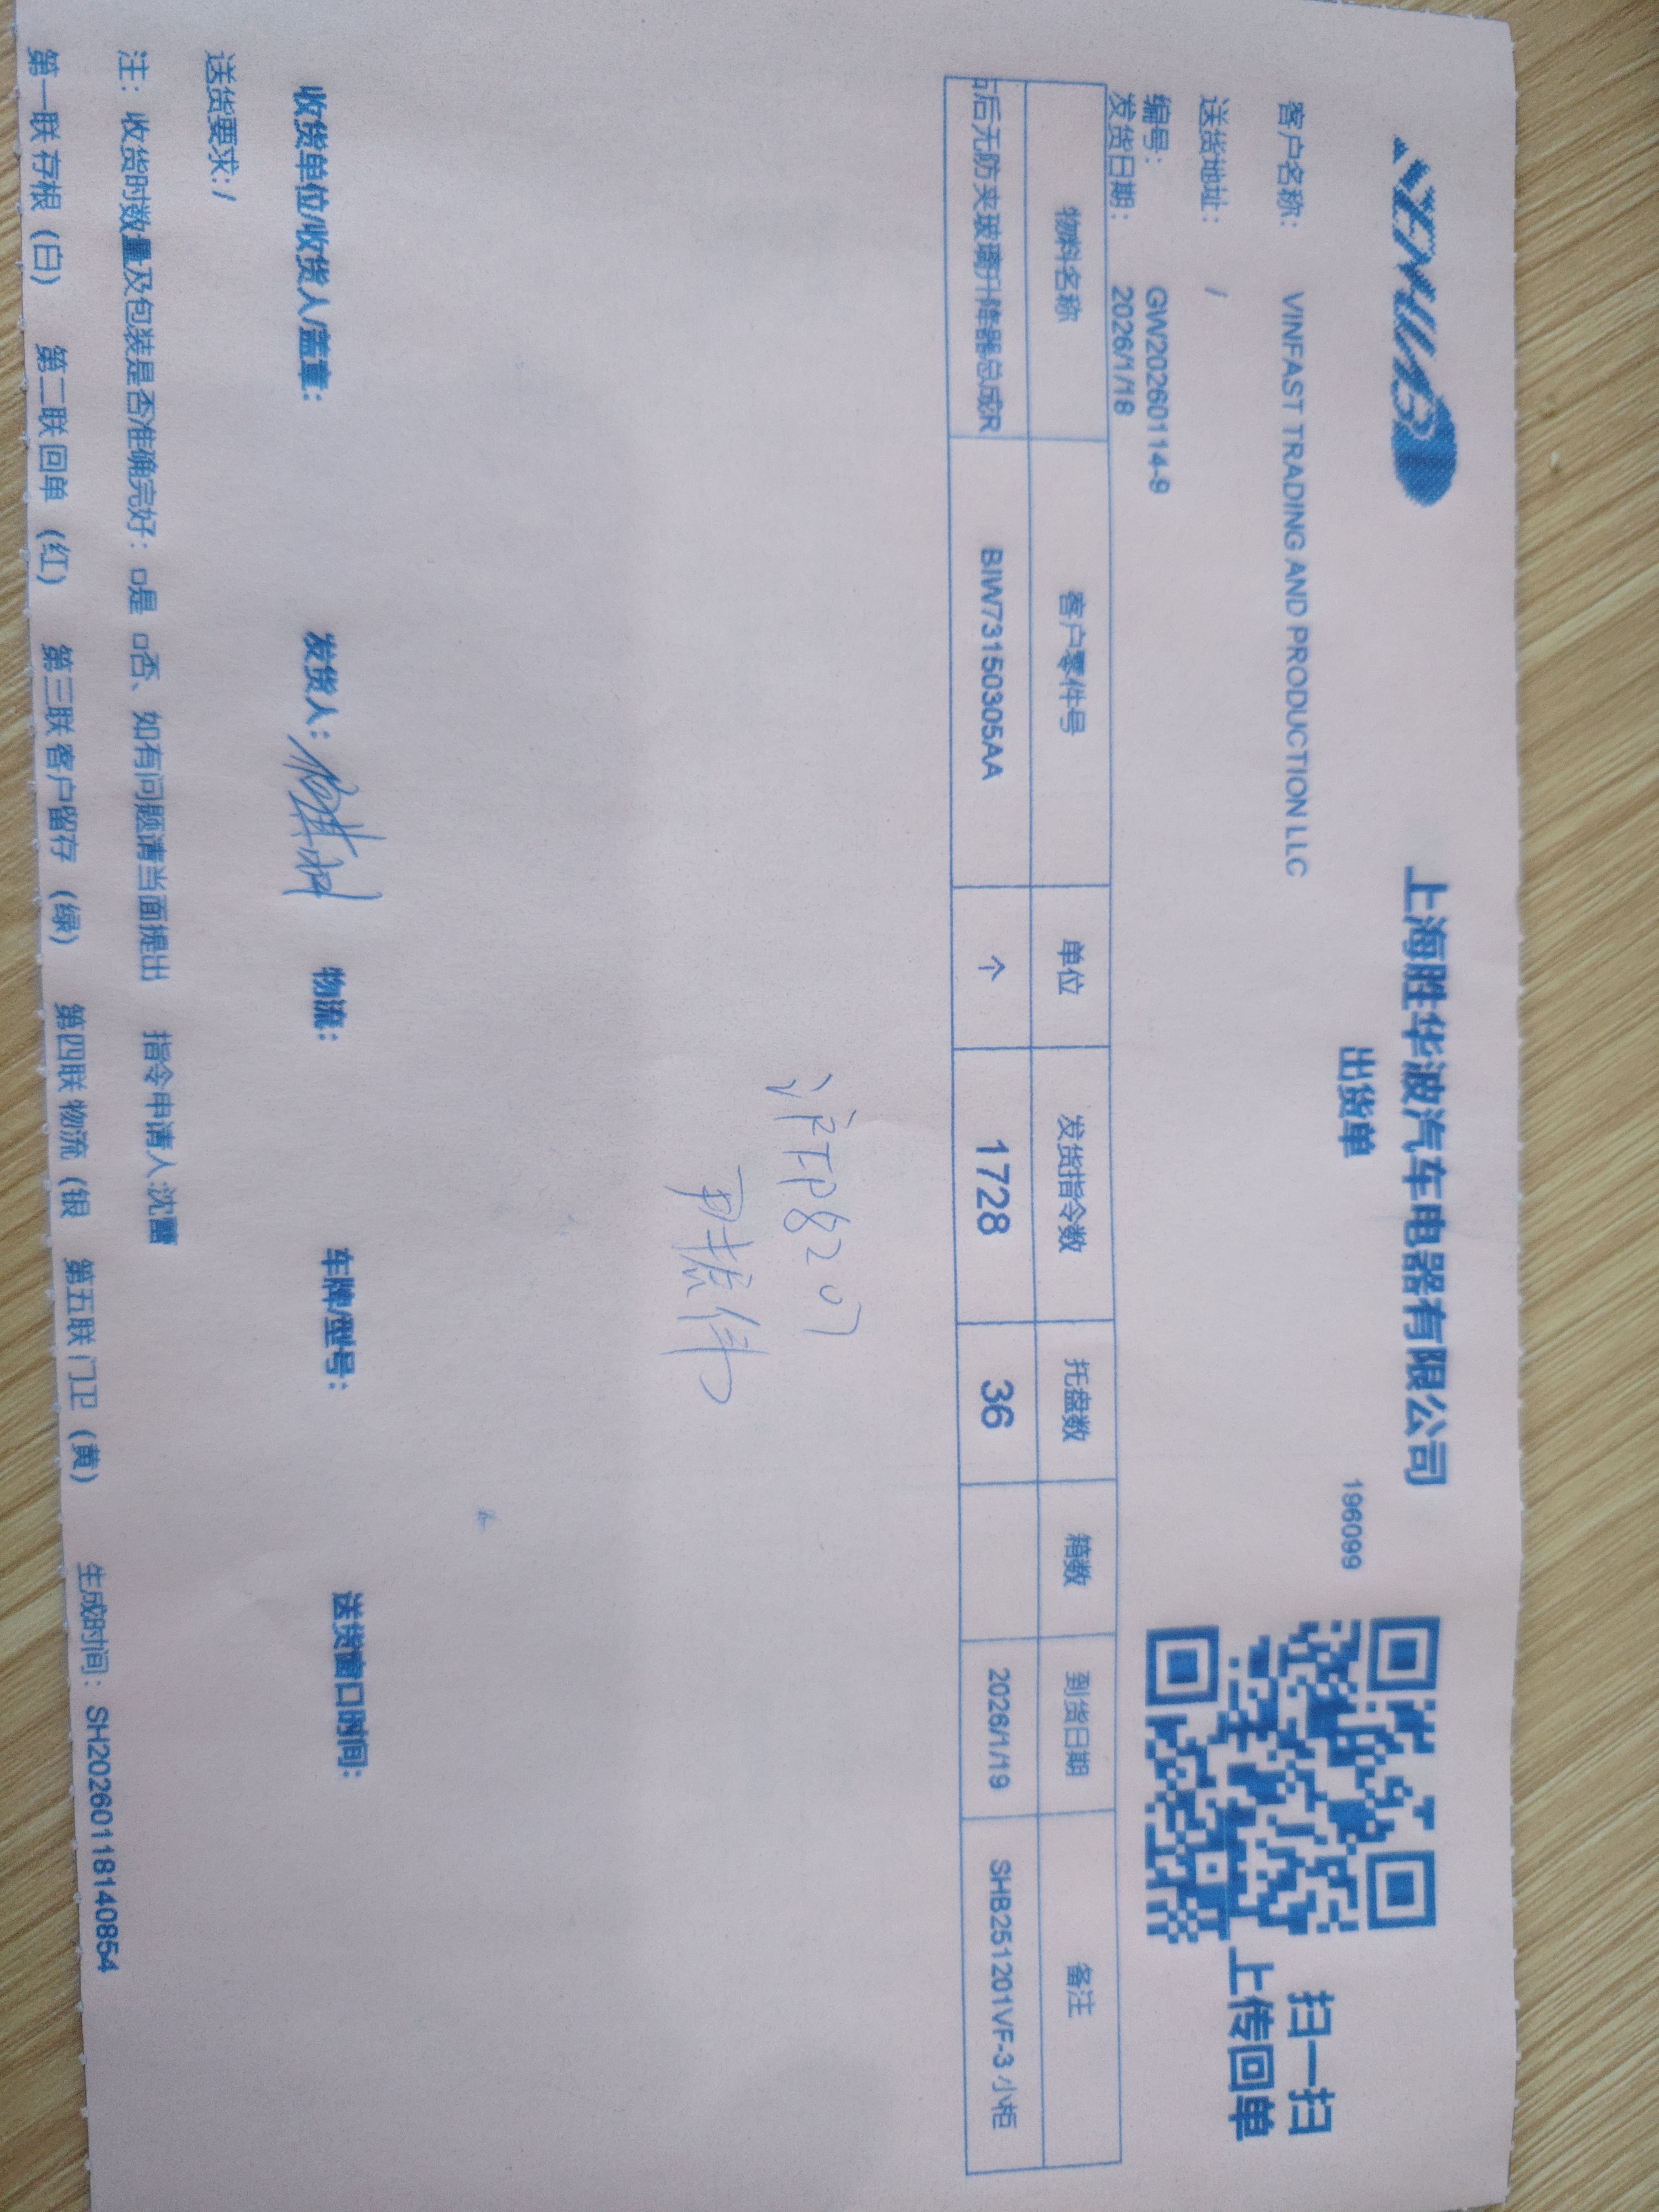 SENWBO
上海胜华波汽车电器有限公司
出货单
196099
扫一扫
上传回单
客户名称： VINFAST TRADING AND PRODUCTION LLC
送货地址： /
编号： GW20260114-9
发货日期： 2026/1/18
物料名称 客户零件号 单位 发货指令数 托盘数 箱数 到货日期 备注
后无防夹玻璃升降器总成R BIW73150305AA 个 1728 36 2026/1/19 SHB251201VF-3 小柜
沪EP8207
收货单位/收货人/盖章： 发货人： 物流： 车牌/型号： 送货窗口时间：
送货要求：/
注： 收货时数量及包装是否准确完好：□是 □否、如有问题请当面提出 指令申请人:沈蕾
第一联存根（白） 第二联回单（红） 第三联客户留存（绿） 第四联物流（银 第五联门卫（黄） 生成时间：SH20260118140854